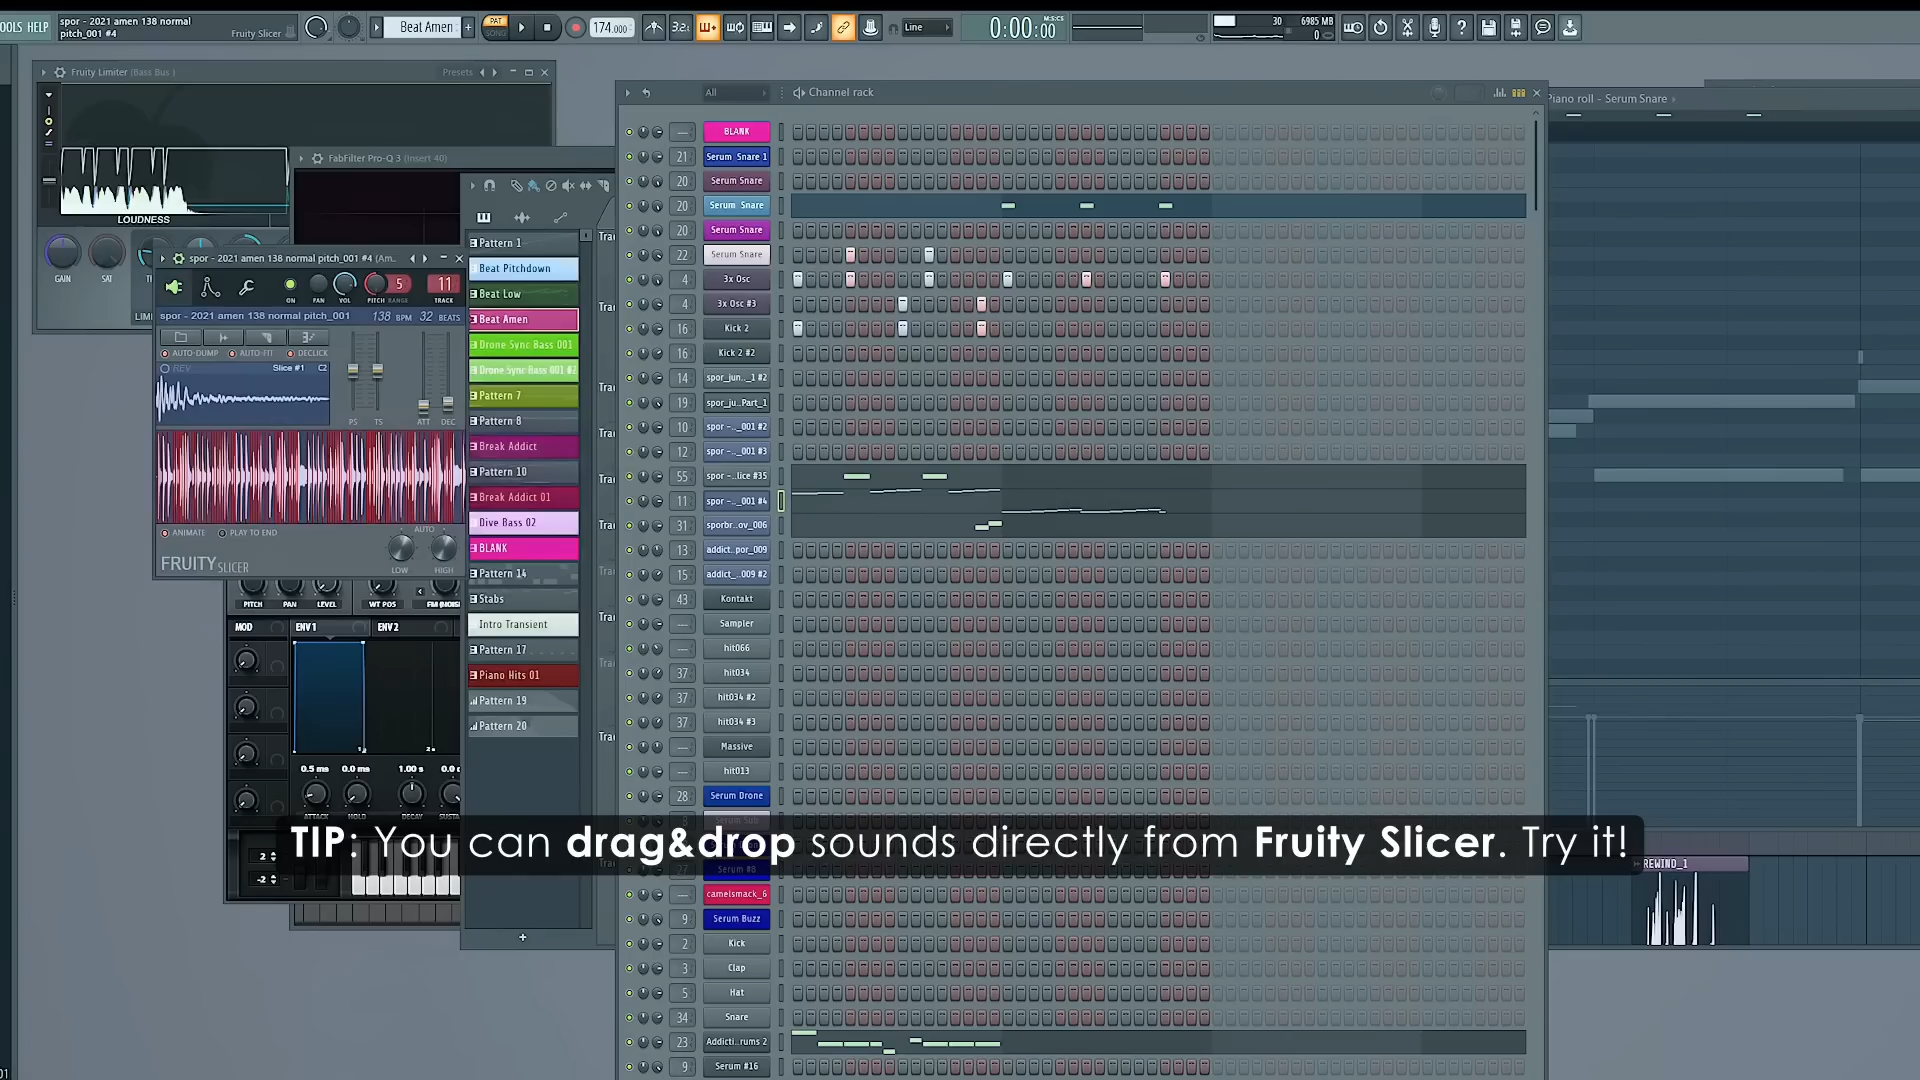 OOLS HELP
spor - 2021 amen 138 normal
pitch_001 #4
Fruity Slicer
Beat Amen
+
PAT
SONG
174.000
3.2
Line
0:00:00
M:S:CS
30
6985 MB
0
Fruity Limiter (Bass Bus)
Presets
LOUDNESS
GAIN
SAT
FabFilter Pro-Q 3 (Insert 40)
spor - 2021 amen 138 normal pitch_001 #4 (Am..
ON
PAN
VOL
PITCH
RANGE
5
11
TRACK
spor - 2021 amen 138 normal pitch_001
138 BPM
32 BEATS
AUTO-DUMP
AUTO-FIT
DECLICK
REV
Slice #1
C2
PS
TS
ATT
DEC
ANIMATE
PLAY TO END
AUTO
LOW
HIGH
FRUITY SLICER
PITCH
PAN
LEVEL
WT POS
MOD
ENV 1
ENV 2
0.5 ms
0.0 ms
1.00 s
ATTACK
HOLD
DECAY
2
-2
Pattern 1
Beat Pitchdown
Beat Low
Beat Amen
Drone Sync Bass 001
Drone Sync Bass 001 #2
Pattern 7
Pattern 8
Break Addict
Pattern 10
Break Addict 01
Dive Bass 02
BLANK
Pattern 14
Stabs
Intro Transient
Pattern 17
Piano Hits 01
Pattern 19
Pattern 20
+
All
Channel rack
BLANK
21 Serum Snare 1
20 Serum Snare
20 Serum Snare
20 Serum Snare
22 Serum Snare
4 3x Osc
4 3x Osc #3
16 Kick 2
16 Kick 2 #2
14 spor_jun.._1 #2
19 spor_ju..Part_1
10 spor -.._001 #2
12 spor -.._001 #3
55 spor -..lice #35
11 spor -.._001 #4
31 sporbr..ov_006
13 addict..por_009
15 addict_..009 #2
43 Kontakt
Sampler
hit066
37 hit034
37 hit034 #2
37 hit034 #3
Massive
hit013
28 Serum Drone
8 Serum Sub
27 Serum #8
camelsmack_6
9 Serum Buzz
2 Kick
3 Clap
5 Hat
34 Snare
23 Addicti..rums 2
9 Serum #16
Piano roll - Serum Snare
REWIND_1
TIP: You can drag&drop sounds directly from Fruity Slicer. Try it!